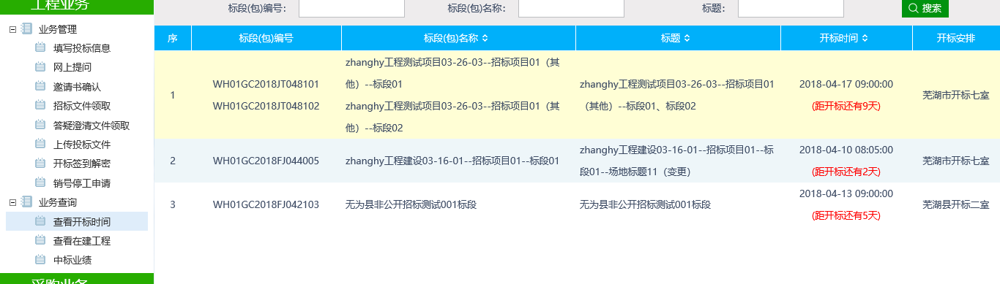 工程业务
业务管理
填写投标信息
网上提问
邀请书确认
招标文件领取
答疑澄清文件领取
上传投标文件
开标签到解密
销号停工申请
业务查询
查看开标时间
查看在建工程
中标业绩
采购业务
标段(包)编号： 标段(包)名称： 标题： 搜索
序 标段(包)编号 标段(包)名称 标题 开标时间 开标安排
1
WH01GC2018JT048101
WH01GC2018JT048102
zhanghy工程测试项目03-26-03--招标项目01（其
他）--标段01
zhanghy工程测试项目03-26-03--招标项目01（其
他）--标段02
zhanghy工程测试项目03-26-03--招标项目01
（其他）--标段01、标段02
2018-04-17 09:00:00
(距开标还有9天)
芜湖市开标七室
2
WH01GC2018FJ044005
zhanghy工程建设03-16-01--招标项目01--标段01
zhanghy工程建设03-16-01--招标项目01--标
段01--场地标题11（变更）
2018-04-10 08:05:00
(距开标还有2天)
芜湖市开标七室
3
WH01GC2018FJ042103
无为县非公开招标测试001标段
无为县非公开招标测试001标段
2018-04-13 09:00:00
(距开标还有5天)
芜湖县开标二室